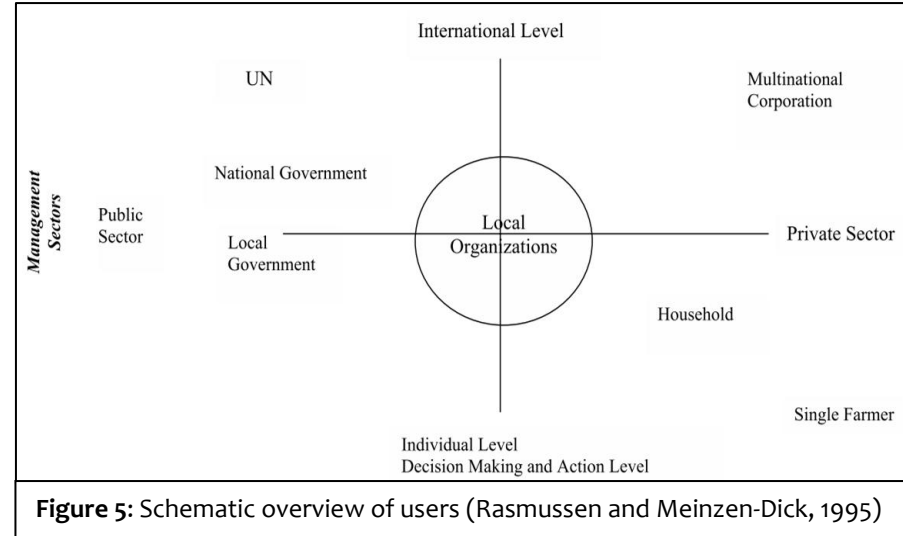 International Level
UN
Multinational
Corporation
National Government
Management
Sectors
Public
Sector
Local
Organizations
Private Sector
Local
Government
Household
Single Farmer
Individual Level
Decision Making and Action Level
Figure 5: Schematic overview of users (Rasmussen and Meinzen-Dick, 1995)